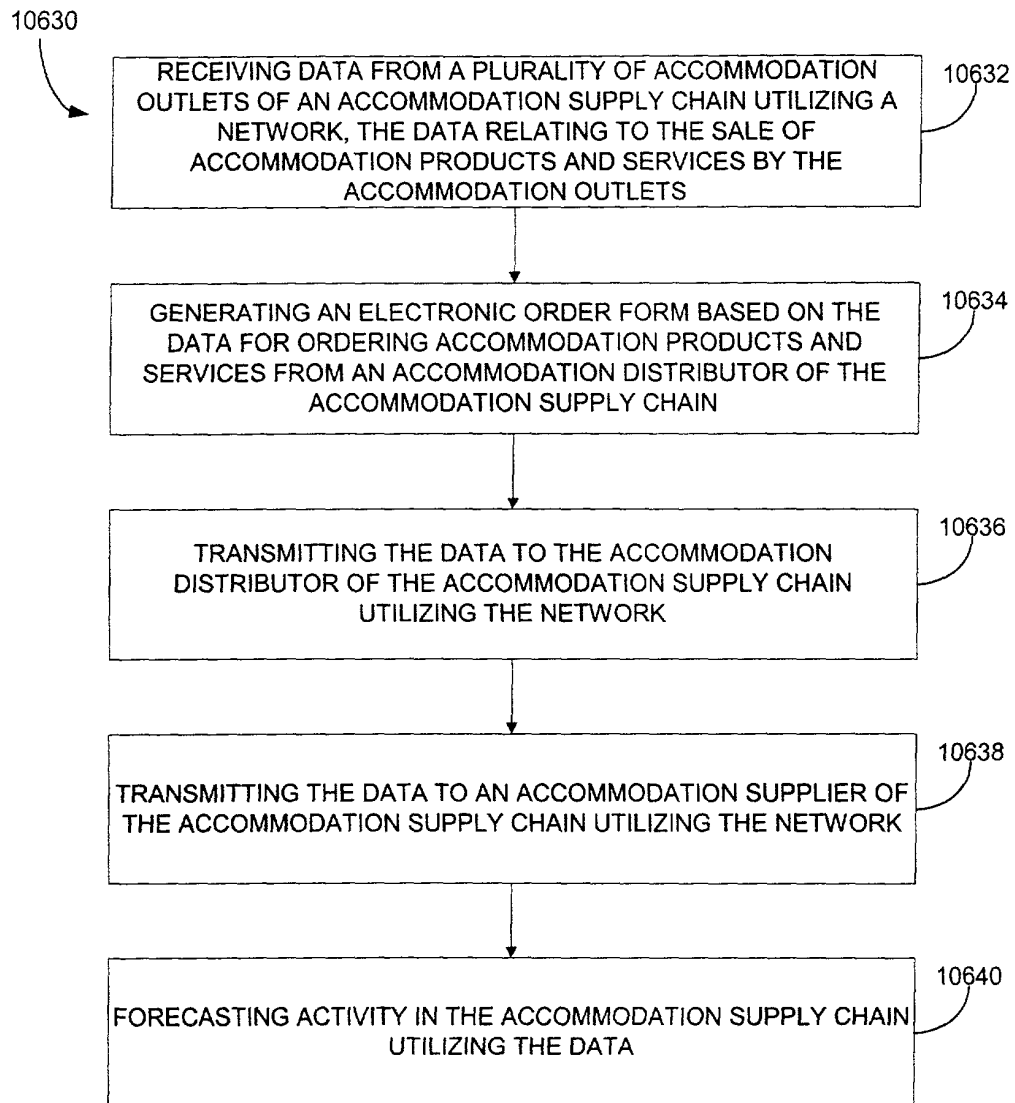 10630
RECEIVING DATA FROM A PLURALITY OF ACCOMMODATION
OUTLETS OF AN ACCOMMODATION SUPPLY CHAIN UTILIZING A
NETWORK, THE DATA RELATING TO THE SALE OF
ACCOMMODATION PRODUCTS AND SERVICES BY THE
ACCOMMODATION OUTLETS
10632
GENERATING AN ELECTRONIC ORDER FORM BASED ON THE
DATA FOR ORDERING ACCOMMODATION PRODUCTS AND
SERVICES FROM AN ACCOMMODATION DISTRIBUTOR OF THE
ACCOMMODATION SUPPLY CHAIN
10634
TRANSMITTING THE DATA TO THE ACCOMMODATION
DISTRIBUTOR OF THE ACCOMMODATION SUPPLY CHAIN
UTILIZING THE NETWORK
10636
TRANSMITTING THE DATA TO AN ACCOMMODATION SUPPLIER OF
THE ACCOMMODATION SUPPLY CHAIN UTILIZING THE NETWORK
10638
FORECASTING ACTIVITY IN THE ACCOMMODATION SUPPLY CHAIN
UTILIZING THE DATA
10640